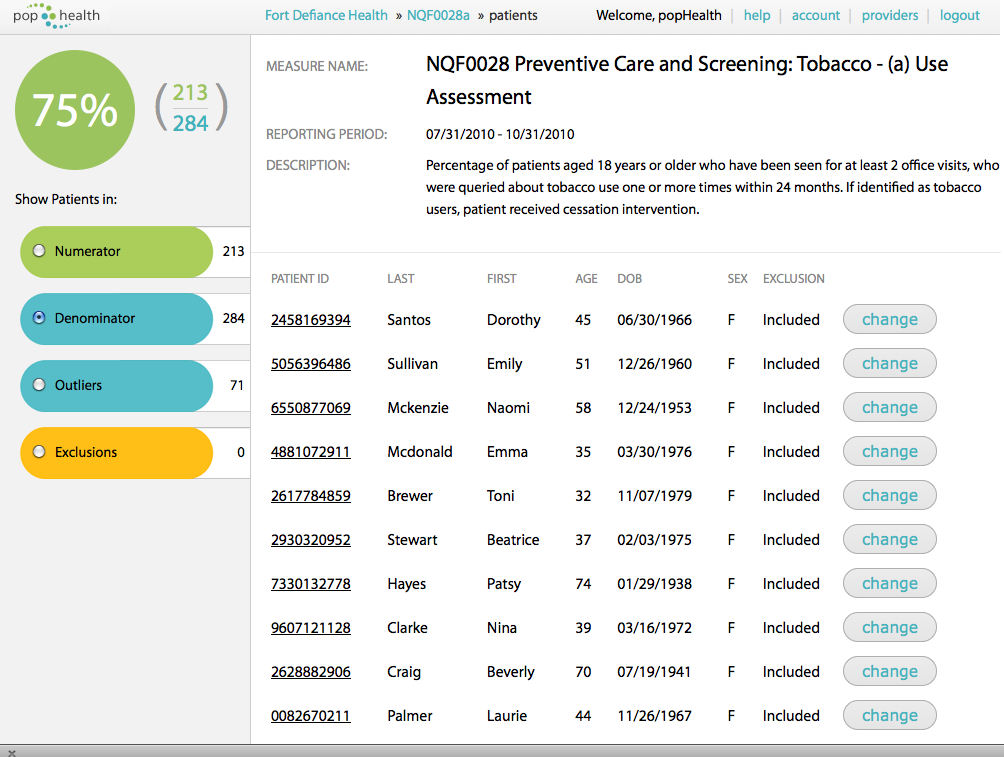 pop health
Fort Defiance Health » NQF0028a » patients
Welcome, popHealth | help | account | providers | logout
75%
( 213
284 )
Show Patients in:
Numerator 213
Denominator 284
Outliers 71
Exclusions 0
MEASURE NAME: NQF0028 Preventive Care and Screening: Tobacco - (a) Use
Assessment
REPORTING PERIOD: 07/31/2010 - 10/31/2010
DESCRIPTION: Percentage of patients aged 18 years or older who have been seen for at least 2 office visits, who
were queried about tobacco use one or more times within 24 months. If identified as tobacco
users, patient received cessation intervention.
PATIENT ID LAST FIRST AGE DOB SEX EXCLUSION
2458169394 Santos Dorothy 45 06/30/1966 F Included change
5056396486 Sullivan Emily 51 12/26/1960 F Included change
6550877069 Mckenzie Naomi 58 12/24/1953 F Included change
4881072911 Mcdonald Emma 35 03/30/1976 F Included change
2617784859 Brewer Toni 32 11/07/1979 F Included change
2930320952 Stewart Beatrice 37 02/03/1975 F Included change
7330132778 Hayes Patsy 74 01/29/1938 F Included change
9607121128 Clarke Nina 39 03/16/1972 F Included change
2628882906 Craig Beverly 70 07/19/1941 F Included change
0082670211 Palmer Laurie 44 11/26/1967 F Included change